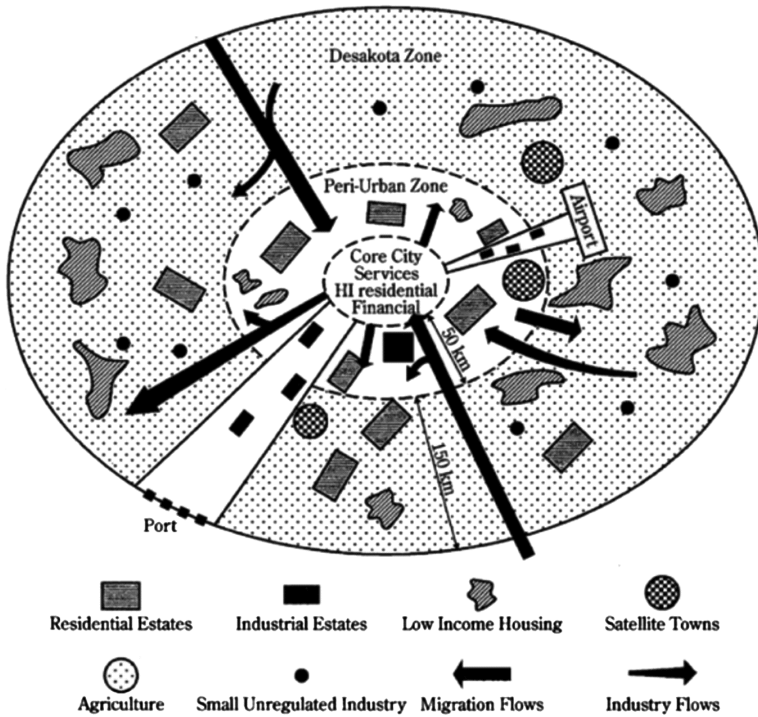 Desakota Zone
Peri-Urban Zone
Airport
Core City
Services
HI residential
Financial
50 km
150 km
Port
Residential Estates
Industrial Estates
Low Income Housing
Satellite Towns
Agriculture
Small Unregulated Industry
Migration Flows
Industry Flows